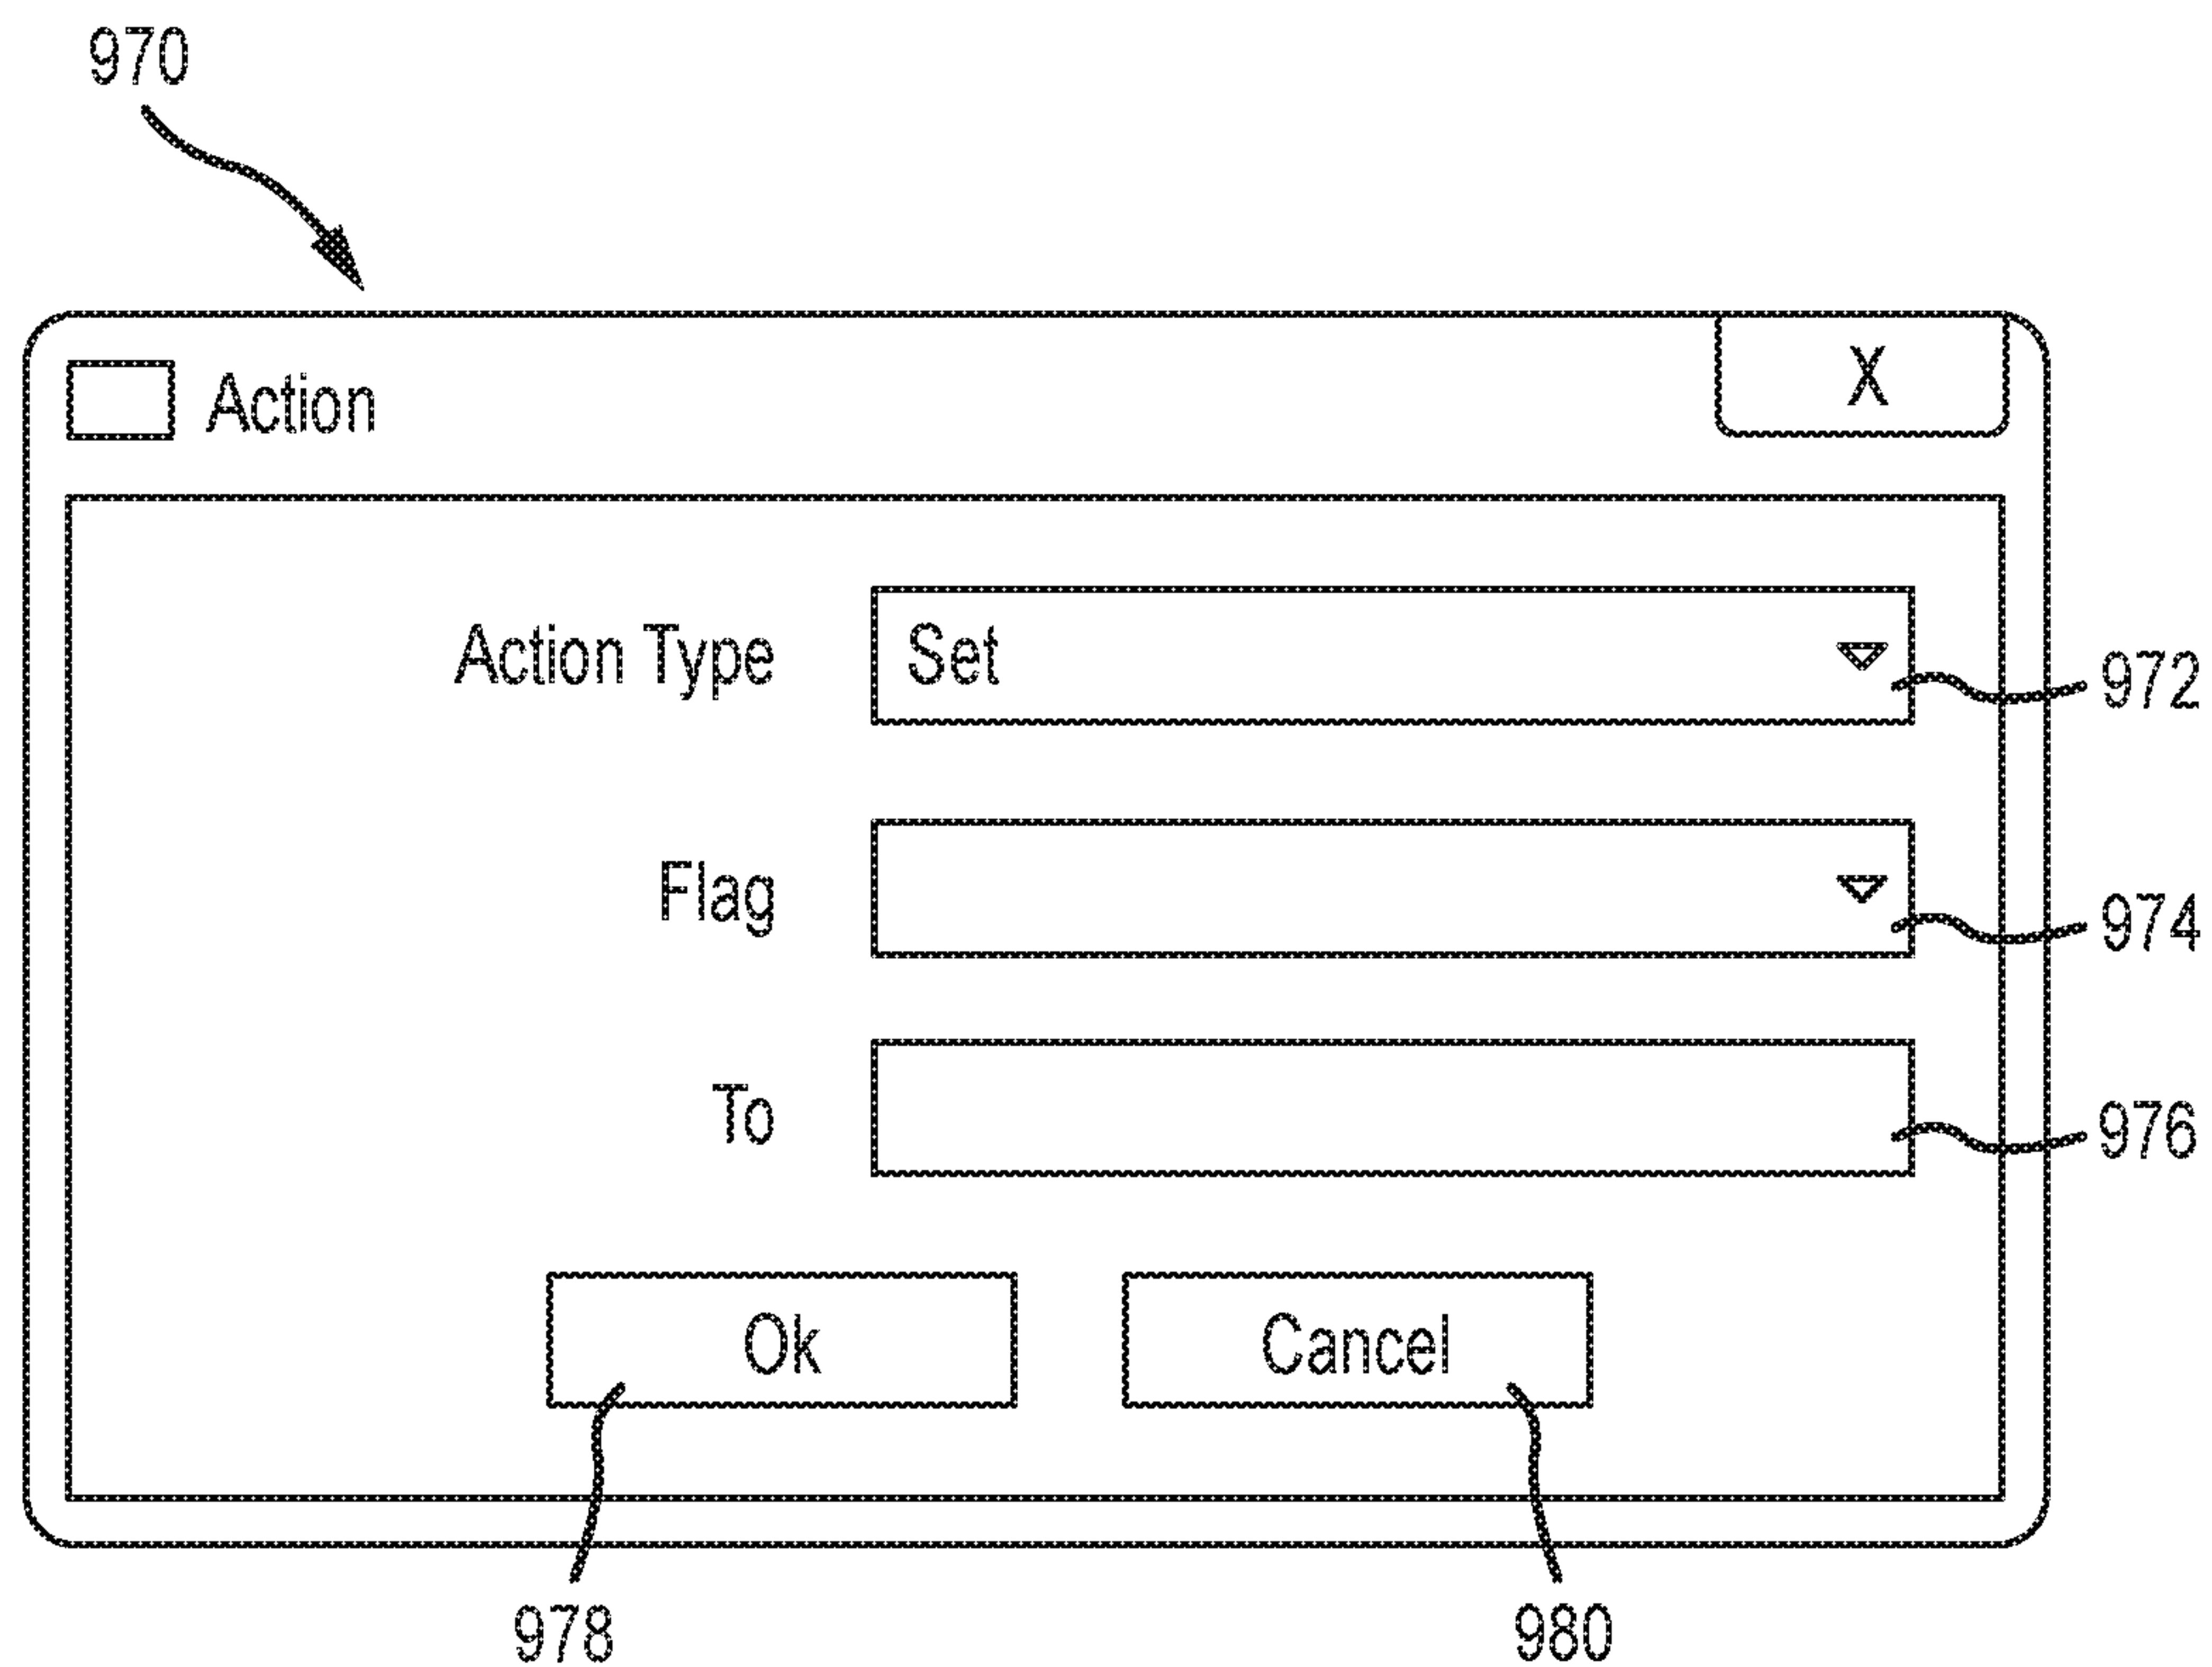 970
Action
X
Action Type
Set
972
Flag
974
To
976
Ok
Cancel
978
980